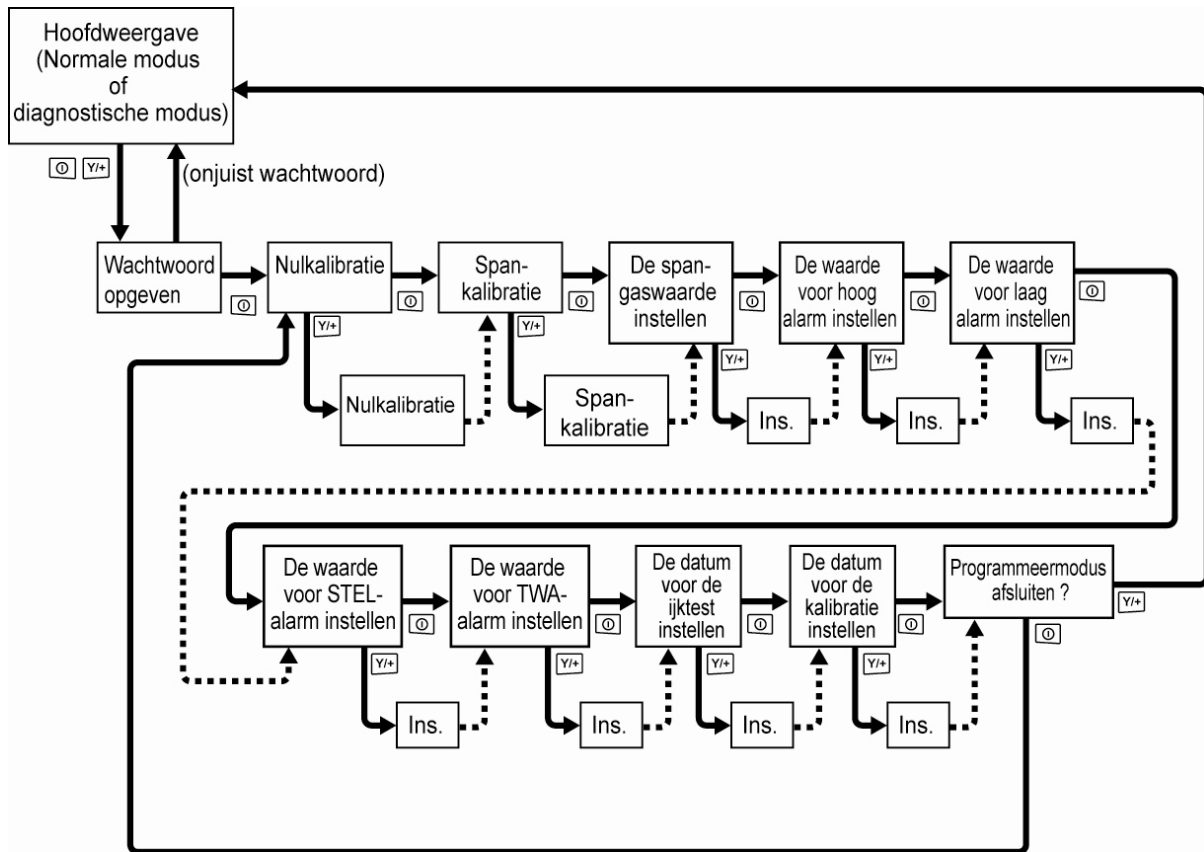 Hoofdweergave
(Normale modus
of
diagnostische modus)
Y/+
(onjuist wachtwoord)
Wachtwoord
opgeven
Nulkalibratie
Y/+
Span-
kalibratie
Y/+
De span-
gaswaarde
instellen
Y/+
De waarde
voor hoog
alarm instellen
Y/+
De waarde
voor laag
alarm instellen
Y/+
Nulkalibratie
Span-
kalibratie
Ins.
Ins.
Ins.
De waarde
voor STEL-
alarm instellen
Y/+
De waarde
voor TWA-
alarm instellen
Y/+
De datum
voor de
ijktest
instellen
Y/+
De datum
voor de
kalibratie
instellen
Y/+
Programmeermodus
afsluiten ?
Y/+
Ins.
Ins.
Ins.
Ins.